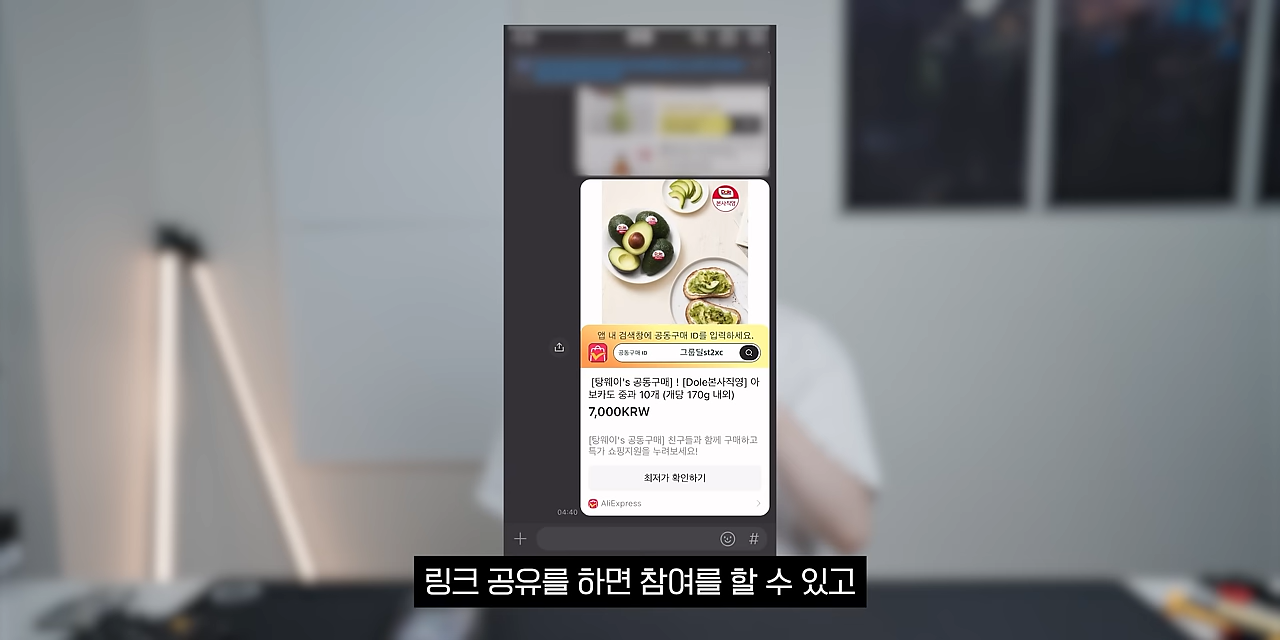 Dole
본사직영
앱 내 검색창에 공동구매 ID를 입력하세요.
공동구매 ID 그룹딜st2xc
[탕웨이's 공동구매] ! [Dole본사직영] 아
보카도 중과 10개 (개당 170g 내외)
7,000KRW
[탕웨이's 공동구매] 친구들과 함께 구매하고
특가 쇼핑지원을 누려보세요!
최저가 확인하기
AliExpress
04:40
링크 공유를 하면 참여를 할 수 있고